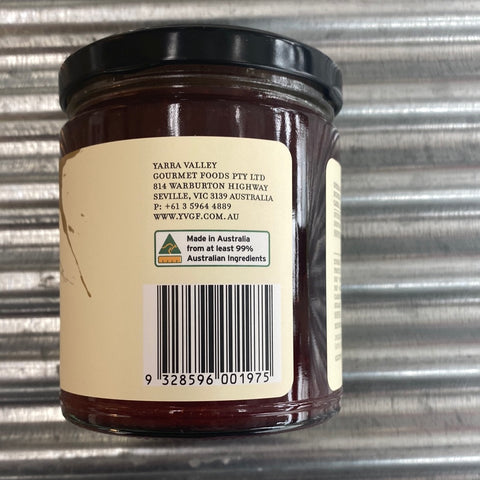 YARRA VALLEY
GOURMET FOODS PTY LTD
814 WARBURTON HIGHWAY
SEVILLE, VIC 3139 AUSTRALIA
P: +61 3 5964 4889
WWW.YVGF.COM.AU
Made in Australia
from at least 99%
Australian Ingredients
9 328596 001975